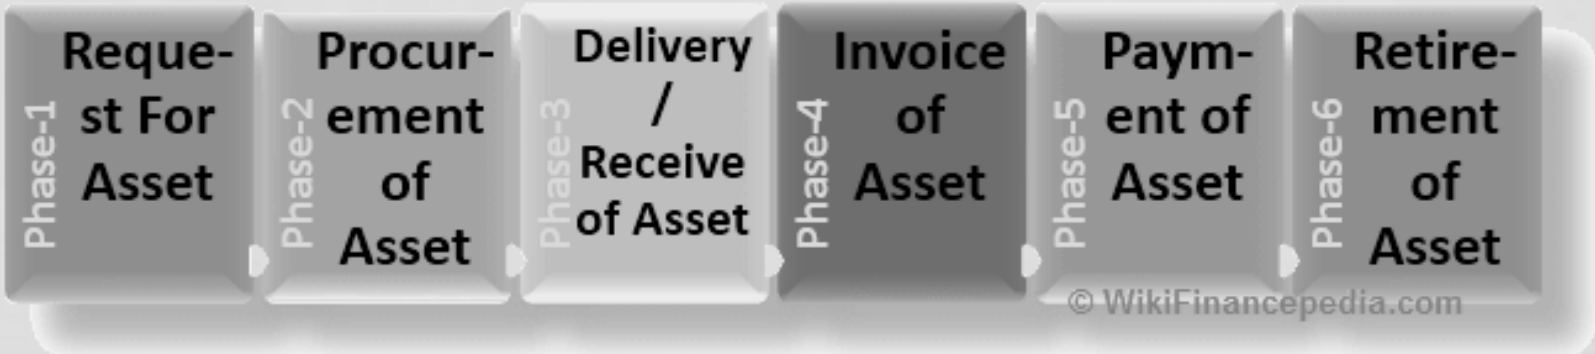 Phase-1
Reque-
st For
Asset
Phase-2
Procur-
ement
of
Asset
Phase-3
Delivery
/
Receive
of Asset
Phase-4
Invoice
of
Asset
Phase-5
Paym-
ent of
Asset
Phase-6
Retire-
ment
of
Asset
© WikiFinancepedia.com